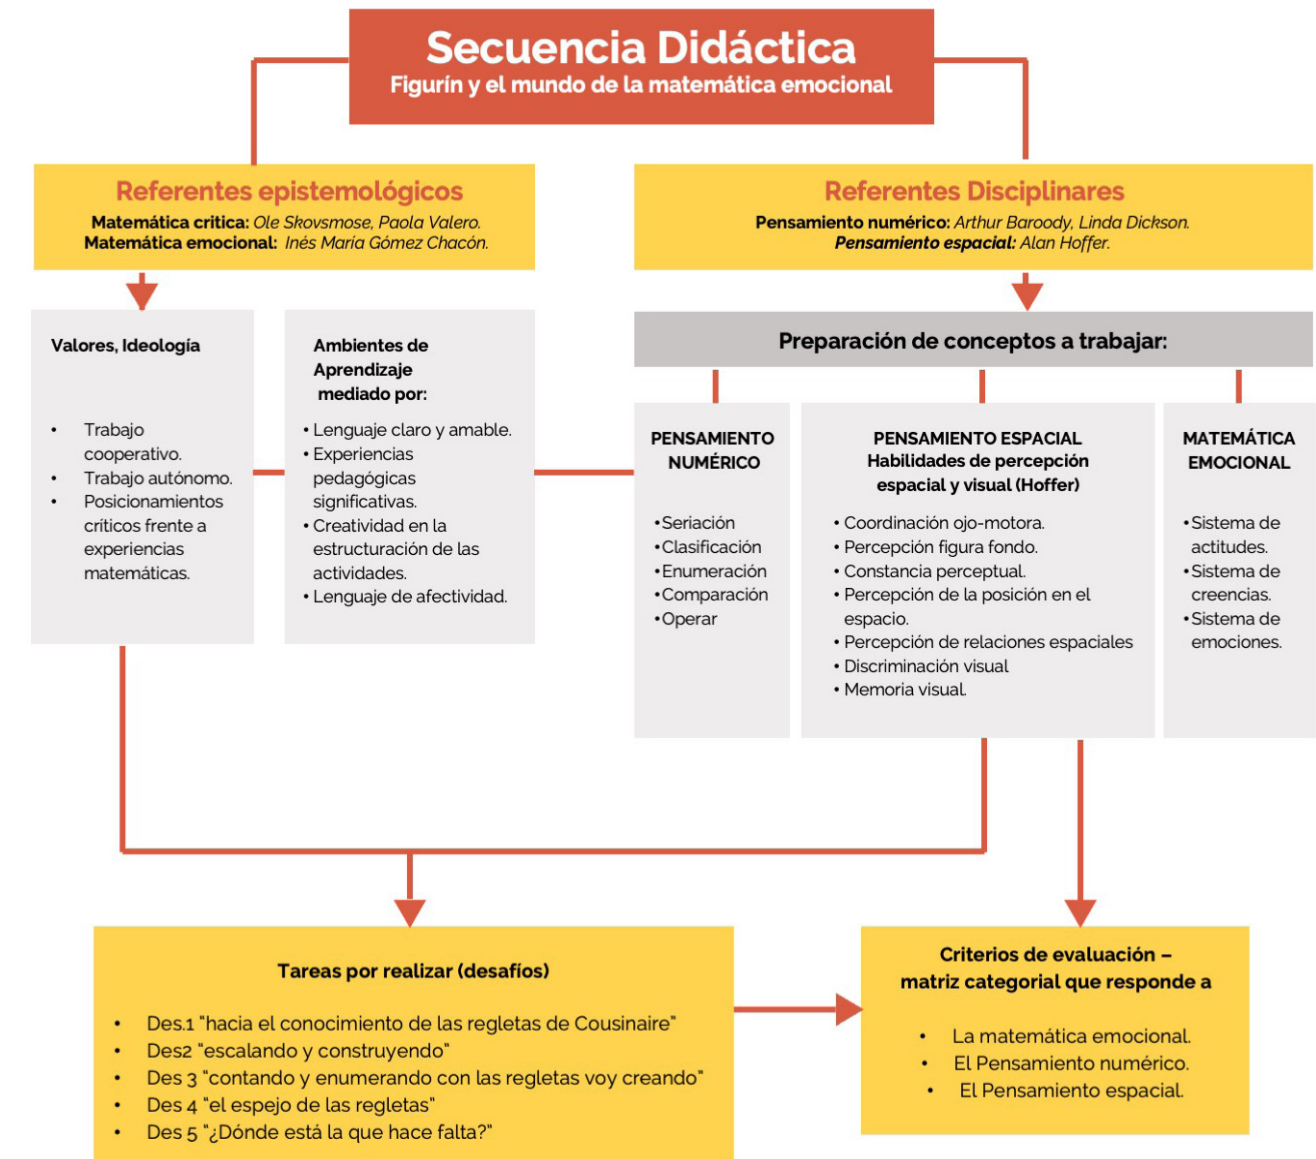 Secuencia Didáctica
Figurín y el mundo de la matemática emocional
Referentes epistemológicos
Matemática critica: Ole Skovsmose, Paola Valero.
Matemática emocional: Inés María Gómez Chacón.
Referentes Disciplinares
Pensamiento numérico: Arthur Baroody, Linda Dickson.
Pensamiento espacial: Alan Hoffer.
Valores, Ideología
• Trabajo
cooperativo.
• Trabajo autónomo.
• Posicionamientos
críticos frente a
experiencias
matemáticas.
Ambientes de
Aprendizaje
mediado por:
• Lenguaje claro y amable.
• Experiencias
pedagógicas
significativas.
• Creatividad en la
estructuración de las
actividades.
• Lenguaje de afectividad.
Preparación de conceptos a trabajar:
PENSAMIENTO
NUMÉRICO
• Seriación
• Clasificación
• Enumeración
• Comparación
• Operar
PENSAMIENTO ESPACIAL
Habilidades de percepción
espacial y visual (Hoffer)
• Coordinación ojo-motora.
• Percepción figura fondo.
• Constancia perceptual.
• Percepción de la posición en el
espacio.
• Percepción de relaciones espaciales
• Discriminación visual
• Memoria visual.
MATEMÁTICA
EMOCIONAL
• Sistema de
actitudes.
• Sistema de
creencias.
• Sistema de
emociones.
Tareas por realizar (desafíos)
• Des.1 "hacia el conocimiento de las regletas de Cousinaire"
• Des2 "escalando y construyendo"
• Des 3 "contando y enumerando con las regletas voy creando"
• Des 4 "el espejo de las regletas"
• Des 5 "¿Dónde está la que hace falta?"
Criterios de evaluación –
matriz categorial que responde a
• La matemática emocional.
• El Pensamiento numérico.
• El Pensamiento espacial.